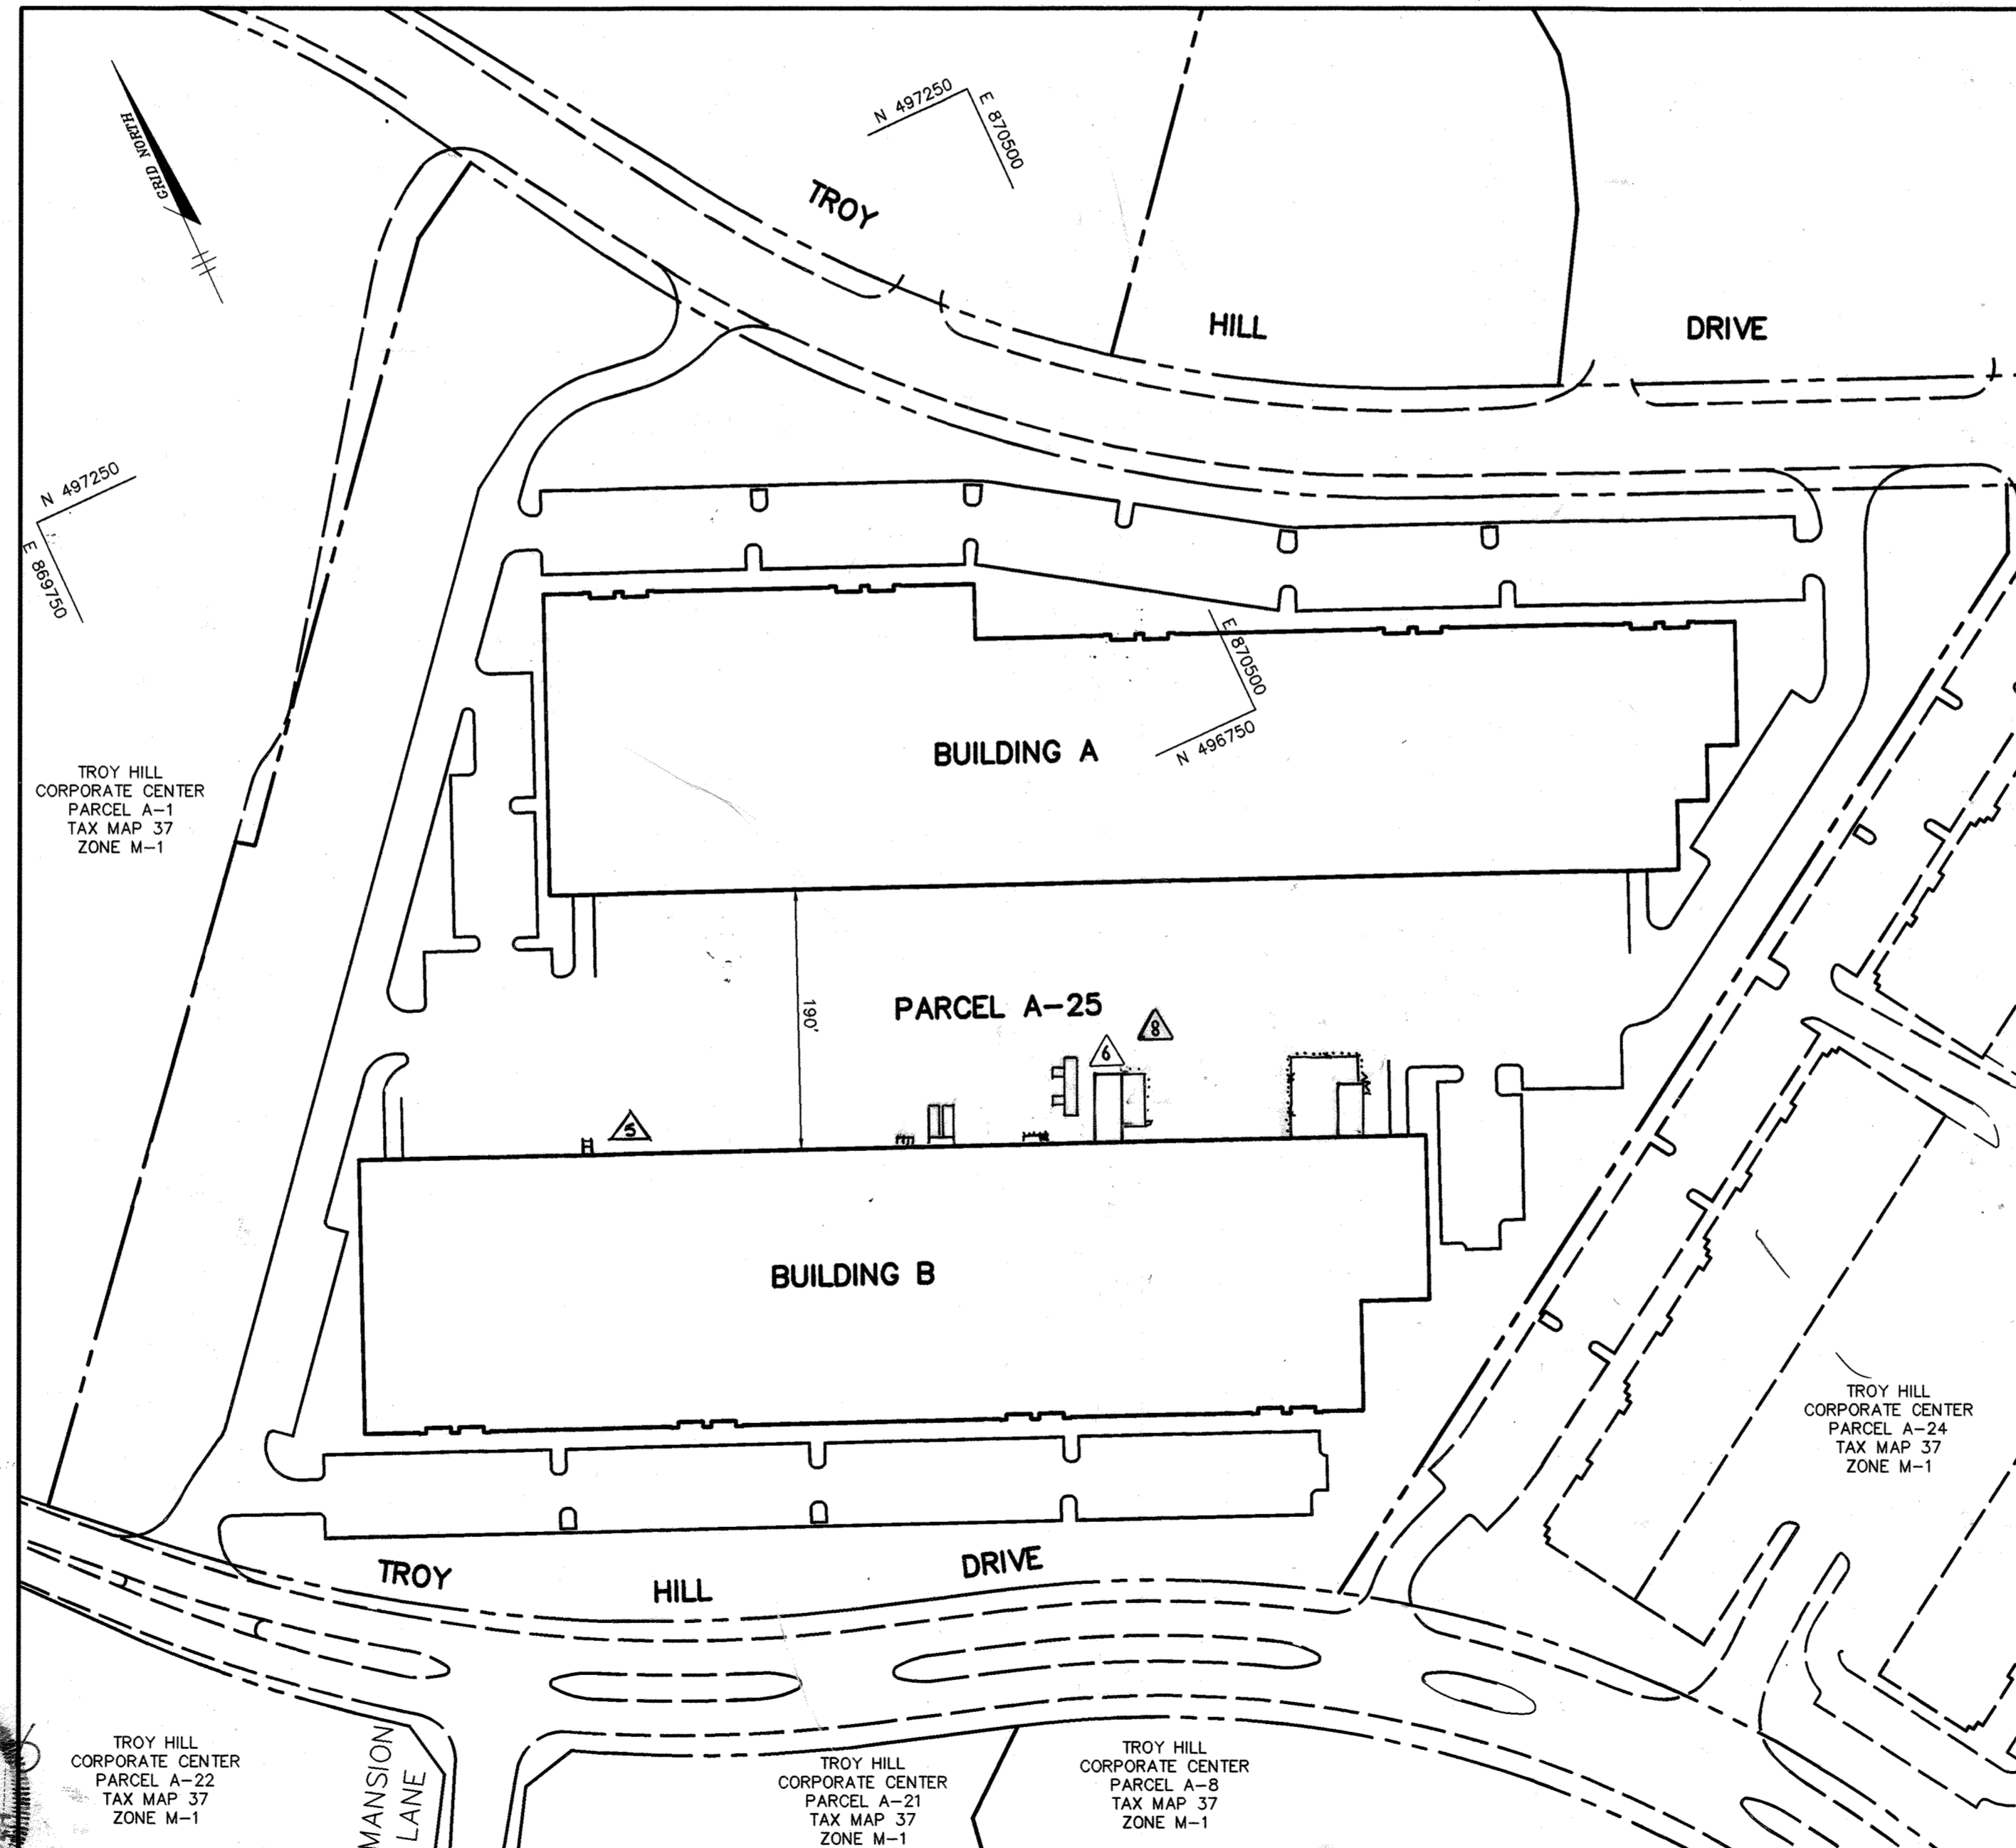 GRID NORTH
N 497250
E 870500
TROY
HILL
DRIVE
N 497250
E 869750
E 870500
N 496750
BUILDING A
TROY HILL
CORPORATE CENTER
PARCEL A-1
TAX MAP 37
ZONE M-1
190'
PARCEL A-25
8
6
5
BUILDING B
TROY HILL
CORPORATE CENTER
PARCEL A-24
TAX MAP 37
ZONE M-1
TROY
HILL
DRIVE
TROY HILL
CORPORATE CENTER
PARCEL A-22
TAX MAP 37
ZONE M-1
MANSION
LANE
TROY HILL
CORPORATE CENTER
PARCEL A-21
TAX MAP 37
ZONE M-1
TROY HILL
CORPORATE CENTER
PARCEL A-8
TAX MAP 37
ZONE M-1